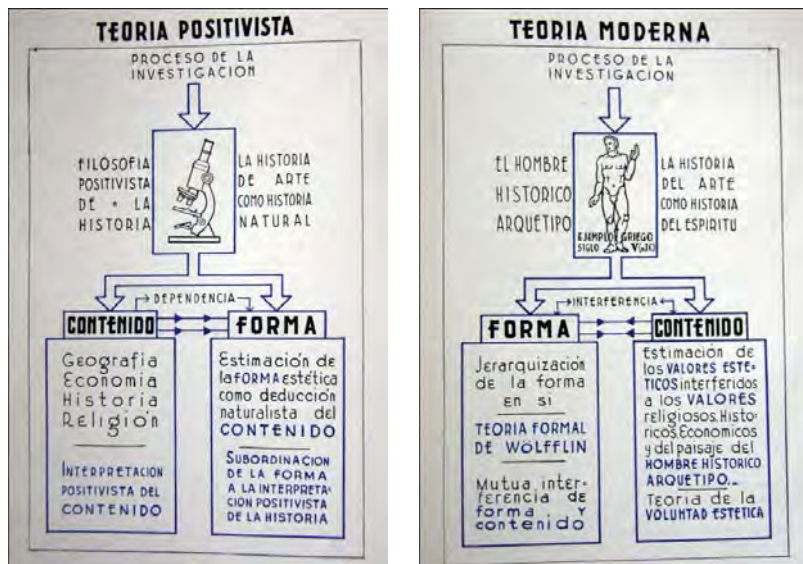 TEORIA POSITIVISTA
PROCESO DE LA
INVESTIGACION
FILOSOFIA
POSITIVISTA
DE LA
HISTORIA
LA HISTORIA
DE ARTE
COMO HISTORIA
NATURAL
DEPENDENCIA
CONTENIDO
Geografia
Economia
Historia
Religión
INTERPRETACION
POSITIVISTA DEL
CONTENIDO
FORMA
Estimación de
la FORMA estética
como deducción
naturalista del
CONTENIDO
SUBORDINACION
DE LA FORMA
A LA INTERPRETA-
CION POSITIVISTA
DE LA HISTORIA
TEORIA MODERNA
PROCESO DE LA
INVESTIGACION
EL HOMBRE
HISTORICO
ARQUETIPO
EJEMPLO GRIEGO
SIGLO V
LA HISTORIA
DEL ARTE
COMO HISTORIA
DEL ESPIRITU
INTERFERENCIA
FORMA
Jerarquización
de la forma
en si
TEORIA FORMAL
DE WÖLFFLIN
Mutua inter-
ferencia de
forma y
contenido
CONTENIDO
Estimación de
los VALORES ESTE-
TICOS interferidos
a los VALORES
religiosos, Histo-
ricos, Economicos
y del paisaje del
HOMBRE HISTORICO
ARQUETIPO...
Teoria de la
VOLUNTAD ESTÉTICA